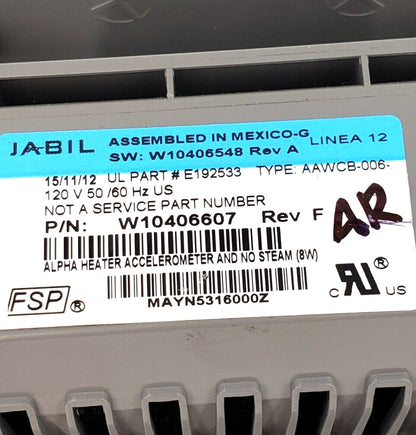 JABIL ASSEMBLED IN MEXICO-G LINEA 12
SW: W10406548 Rev A
15/11/12 UL PART # E192533 TYPE: AAWCB-006-
120 V 50/60 Hz US
NOT A SERVICE PART NUMBER
P/N: W10406607 Rev F
AR
ALPHA HEATER ACCELEROMETER AND NO STEAM (8W)
FSP®
MAYN5316000Z
C RU ® US